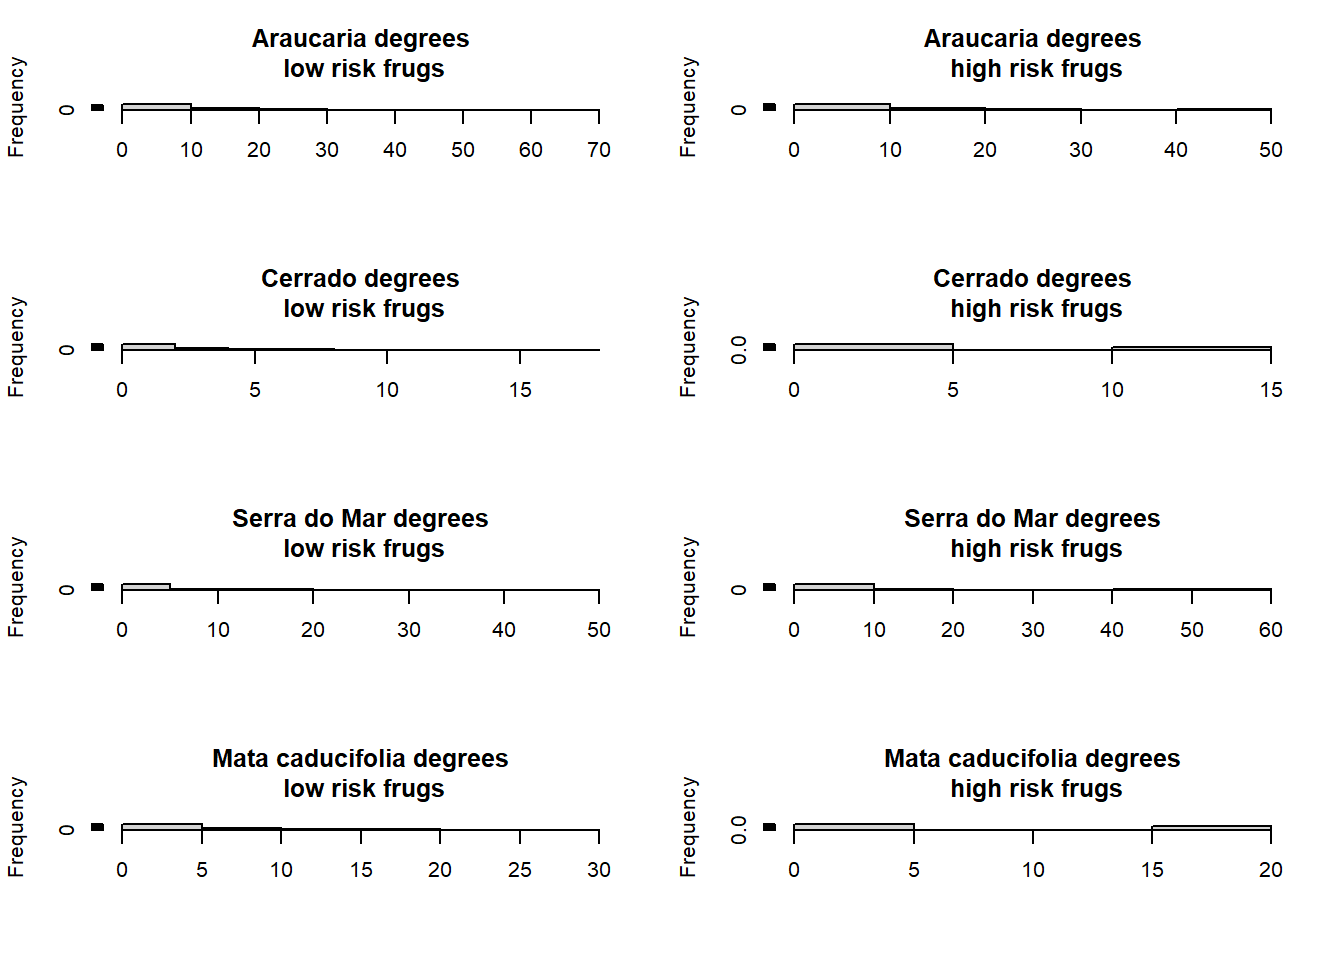 Araucaria degrees
low risk frugs
Frequency
0
0 10 20 30 40 50 60 70
Araucaria degrees
high risk frugs
Frequency
0
0 10 20 30 40 50
Cerrado degrees
low risk frugs
Frequency
0
0 5 10 15
Cerrado degrees
high risk frugs
Frequency
0.0
0 5 10 15
Serra do Mar degrees
low risk frugs
Frequency
0
0 10 20 30 40 50
Serra do Mar degrees
high risk frugs
Frequency
0
0 10 20 30 40 50 60
Mata caducifolia degrees
low risk frugs
Frequency
0
0 5 10 15 20 25 30
Mata caducifolia degrees
high risk frugs
Frequency
0.0
0 5 10 15 20